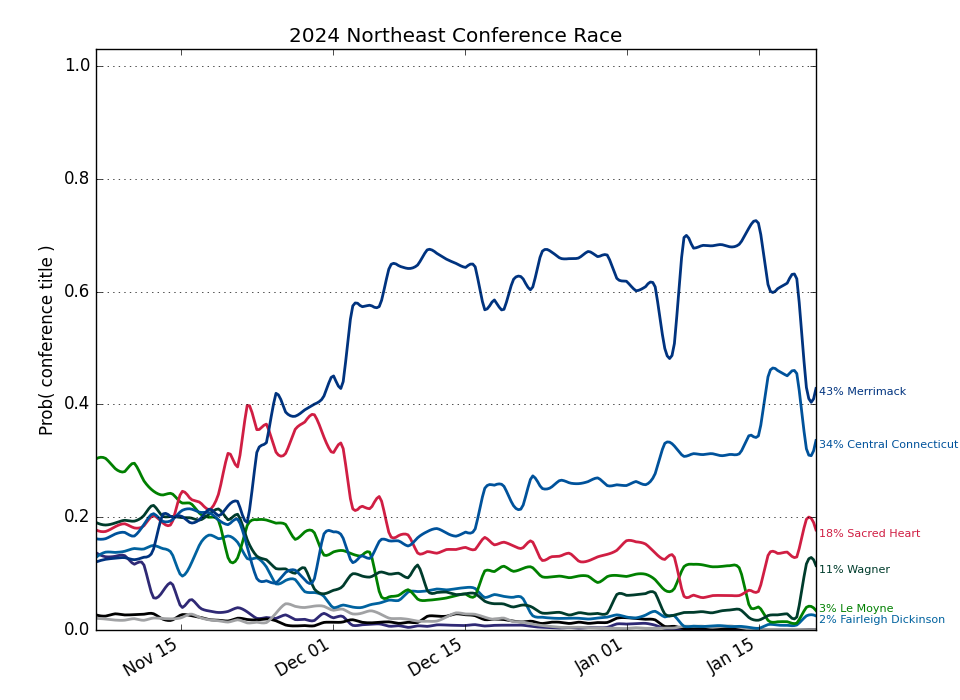 2024 Northeast Conference Race
Prob( conference title )
1.0
0.8
0.6
0.4
0.2
0.0
Nov 15
Dec 01
Dec 15
Jan 01
Jan 15
43% Merrimack
34% Central Connecticut
18% Sacred Heart
11% Wagner
3% Le Moyne
2% Fairleigh Dickinson